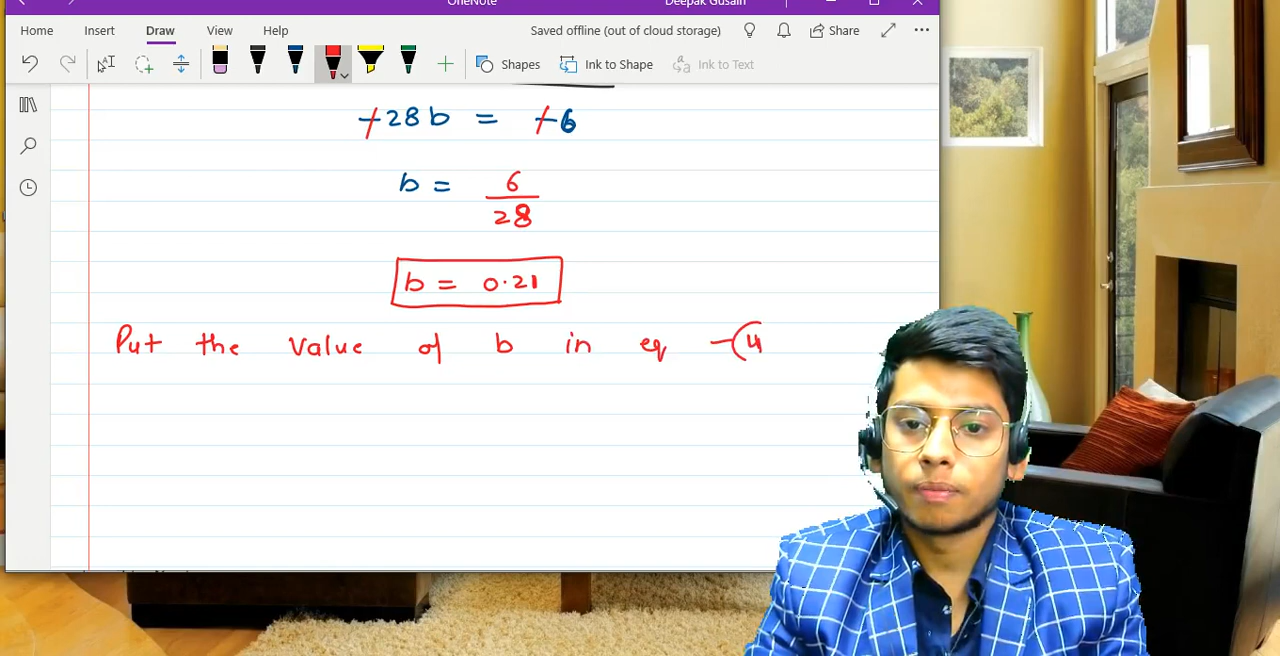 OneNote
Deepak Gusain
Home Insert Draw View Help
Saved offline (out of cloud storage)
Share
Shapes
Ink to Shape
Ink to Text
-28b = -6
b = 6/28
b = 0.21
Put the value of b in eq -(4